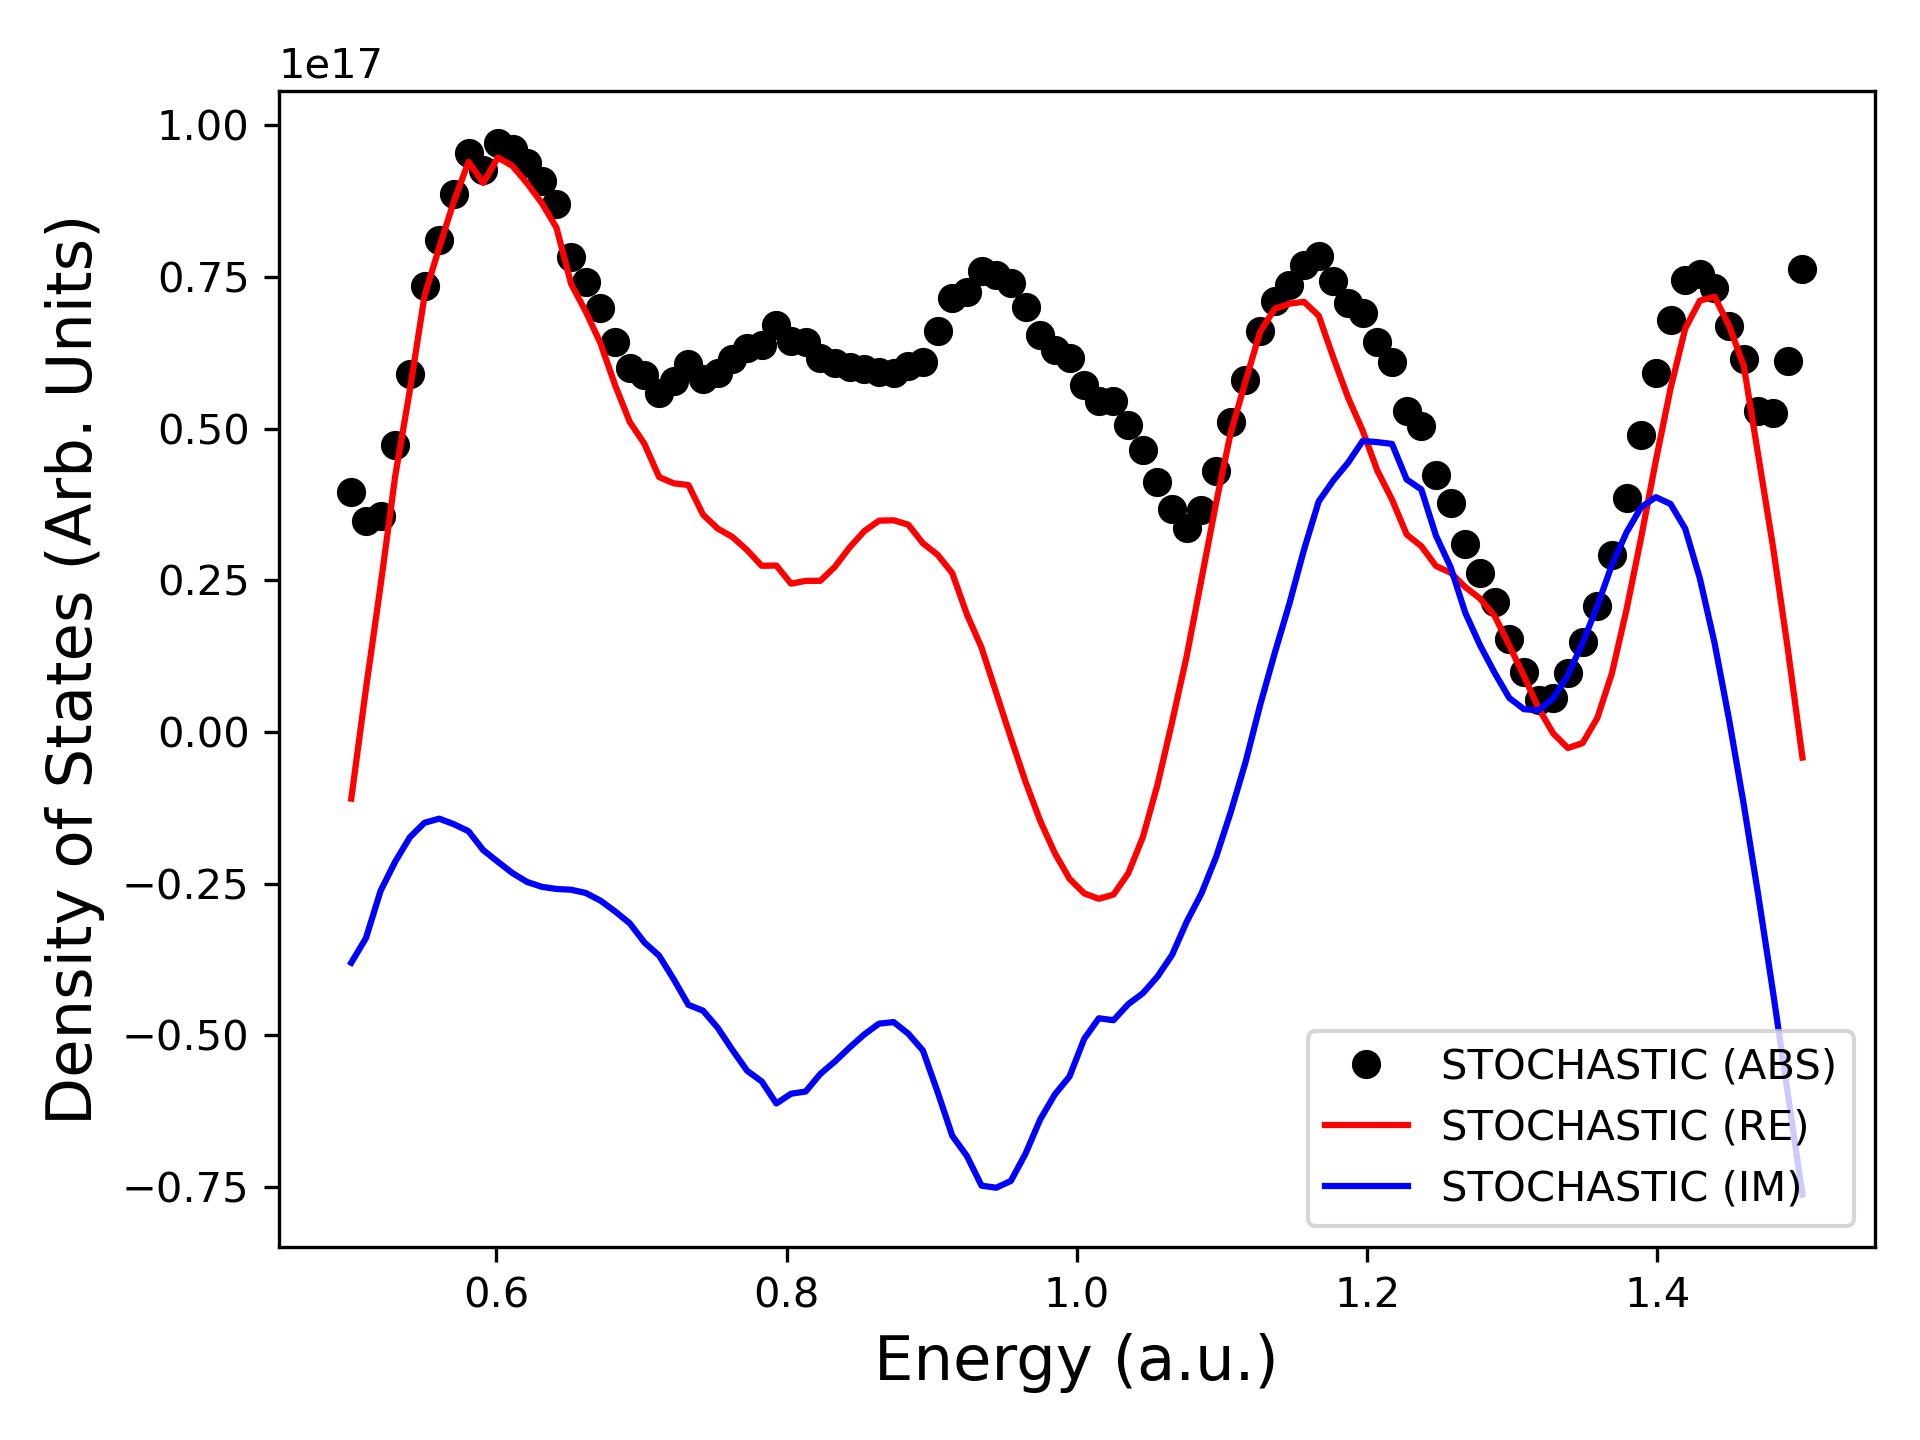 1e17
1.00
0.75
0.50
0.25
0.00
−0.25
−0.50
−0.75
Density of States (Arb. Units)
STOCHASTIC (ABS)
STOCHASTIC (RE)
STOCHASTIC (IM)
0.6 0.8 1.0 1.2 1.4
Energy (a.u.)